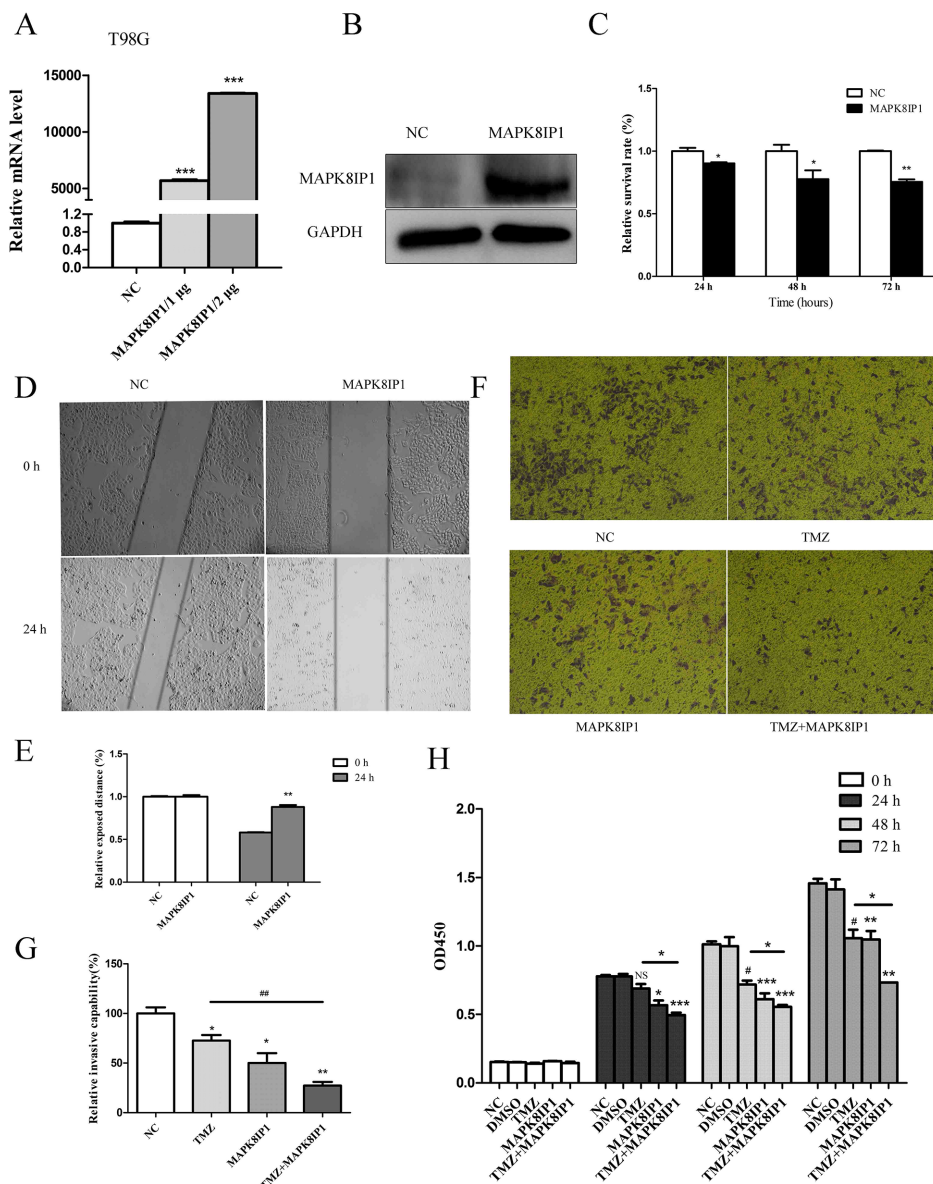 A
T98G
Relative mRNA level
15000
10000
5000
1.2
0.8
0.4
0.0
***
***
NC
MAPK8IP1/1 µg
MAPK8IP1/2 µg
B
NC
MAPK8IP1
MAPK8IP1
GAPDH
C
NC
MAPK8IP1
Relative survival rate (%)
1.5
1.0
0.5
0.0
*
*
**
24 h
48 h
72 h
Time (hours)
D
NC
MAPK8IP1
0 h
24 h
F
NC
TMZ
MAPK8IP1
TMZ+MAPK8IP1
E
0 h
24 h
Relative exposed distance (%)
1.5
1.0
0.5
0.0
**
NC
MAPK8IP1
NC
MAPK8IP1
G
Relative invasive capability(%)
150
100
50
0
##
*
*
**
NC
TMZ
MAPK8IP1
TMZ+MAPK8IP1
H
0 h
24 h
48 h
72 h
OD450
2.0
1.5
1.0
0.5
0.0
*
NS
*
***
*
#
***
***
*
#
**
**
NC
DMSO
TMZ
MAPK8IP1
TMZ+MAPK8IP1
NC
DMSO
TMZ
MAPK8IP1
TMZ+MAPK8IP1
NC
DMSO
TMZ
MAPK8IP1
TMZ+MAPK8IP1
NC
DMSO
TMZ
MAPK8IP1
TMZ+MAPK8IP1